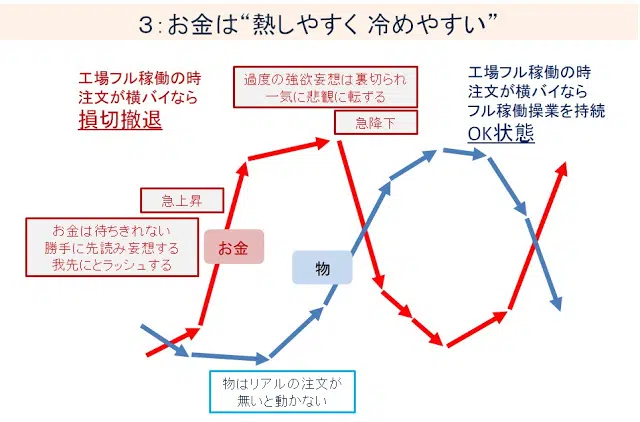 3：お金は“熱しやすく 冷めやすい”
工場フル稼働の時
注文が横バイなら
損切撤退
過度の強欲妄想は裏切られ
一気に悲観に転ずる
急降下
工場フル稼働の時
注文が横バイなら
フル稼働操業を持続
OK状態
急上昇
お金は待ちきれない
勝手に先読み妄想する
我先にとラッシュする
お金
物
物はリアルの注文が
無いと動かない